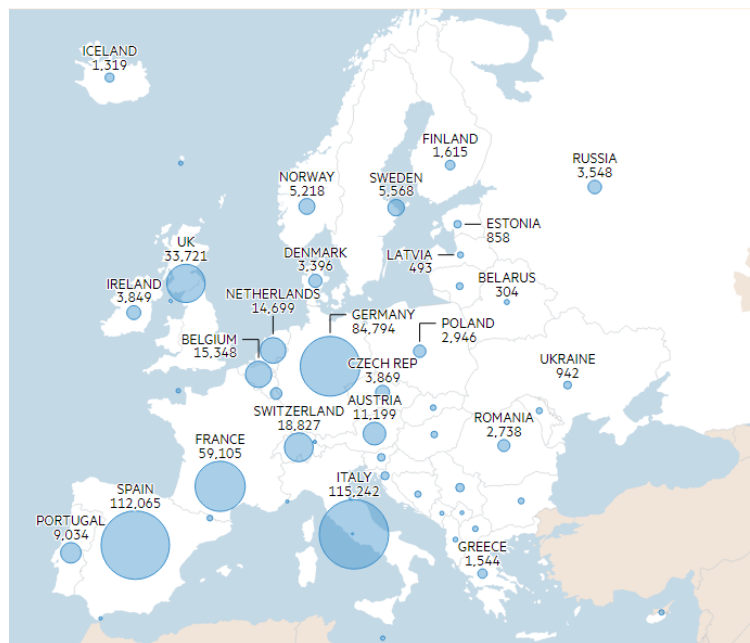 ICELAND
1,319
FINLAND
1,615
RUSSIA
3,548
NORWAY
5,218
SWEDEN
5,568
ESTONIA
858
UK
33,721
DENMARK
3,396
LATVIA
493
BELARUS
304
IRELAND
3,849
NETHERLANDS
14,699
GERMANY
84,794
POLAND
2,946
BELGIUM
15,348
CZECH REP
3,869
UKRAINE
942
SWITZERLAND
18,827
AUSTRIA
11,199
ROMANIA
2,738
FRANCE
59,105
SPAIN
112,065
ITALY
115,242
PORTUGAL
9,034
GREECE
1,544